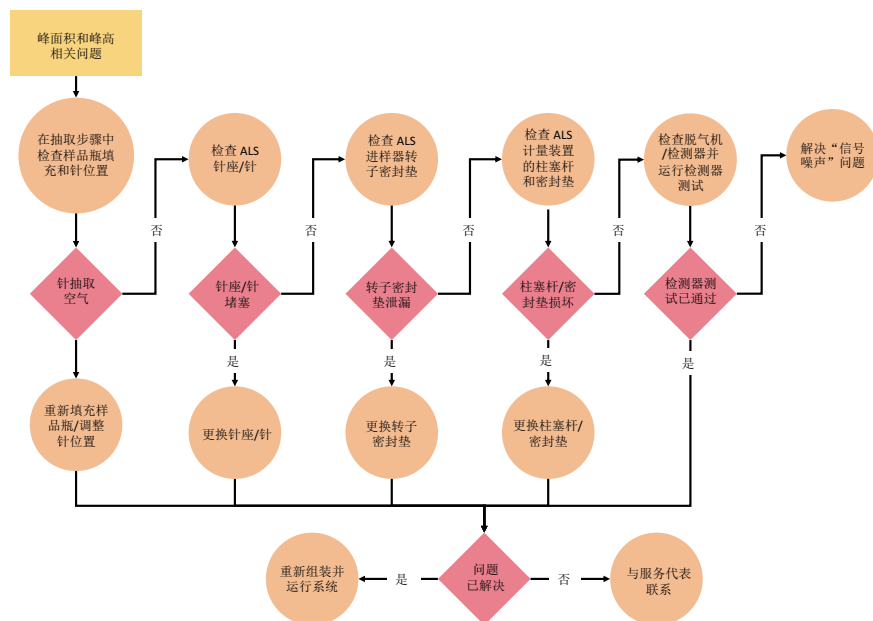 峰面积和峰高
相关问题
在抽取步骤中
检查样品瓶填
充和针位置
检查 ALS
针座/针
检查 ALS
进样器转
子密封垫
检查 ALS
计量装置
的柱塞杆
和密封垫
检查脱气机
/检测器并
运行检测器
测试
解决“信号
噪声”问题
否
否
否
否
否
针抽取
空气
针座/针
堵塞
转子密封
垫泄漏
柱塞杆/密
封垫损坏
检测器测
试已通过
是
是
是
是
重新填充样
品瓶/调整
针位置
更换针座/针
更换转子
密封垫
更换柱塞杆/
密封垫
重新组装并
运行系统
是
问题
已解决
否
与服务代表
联系